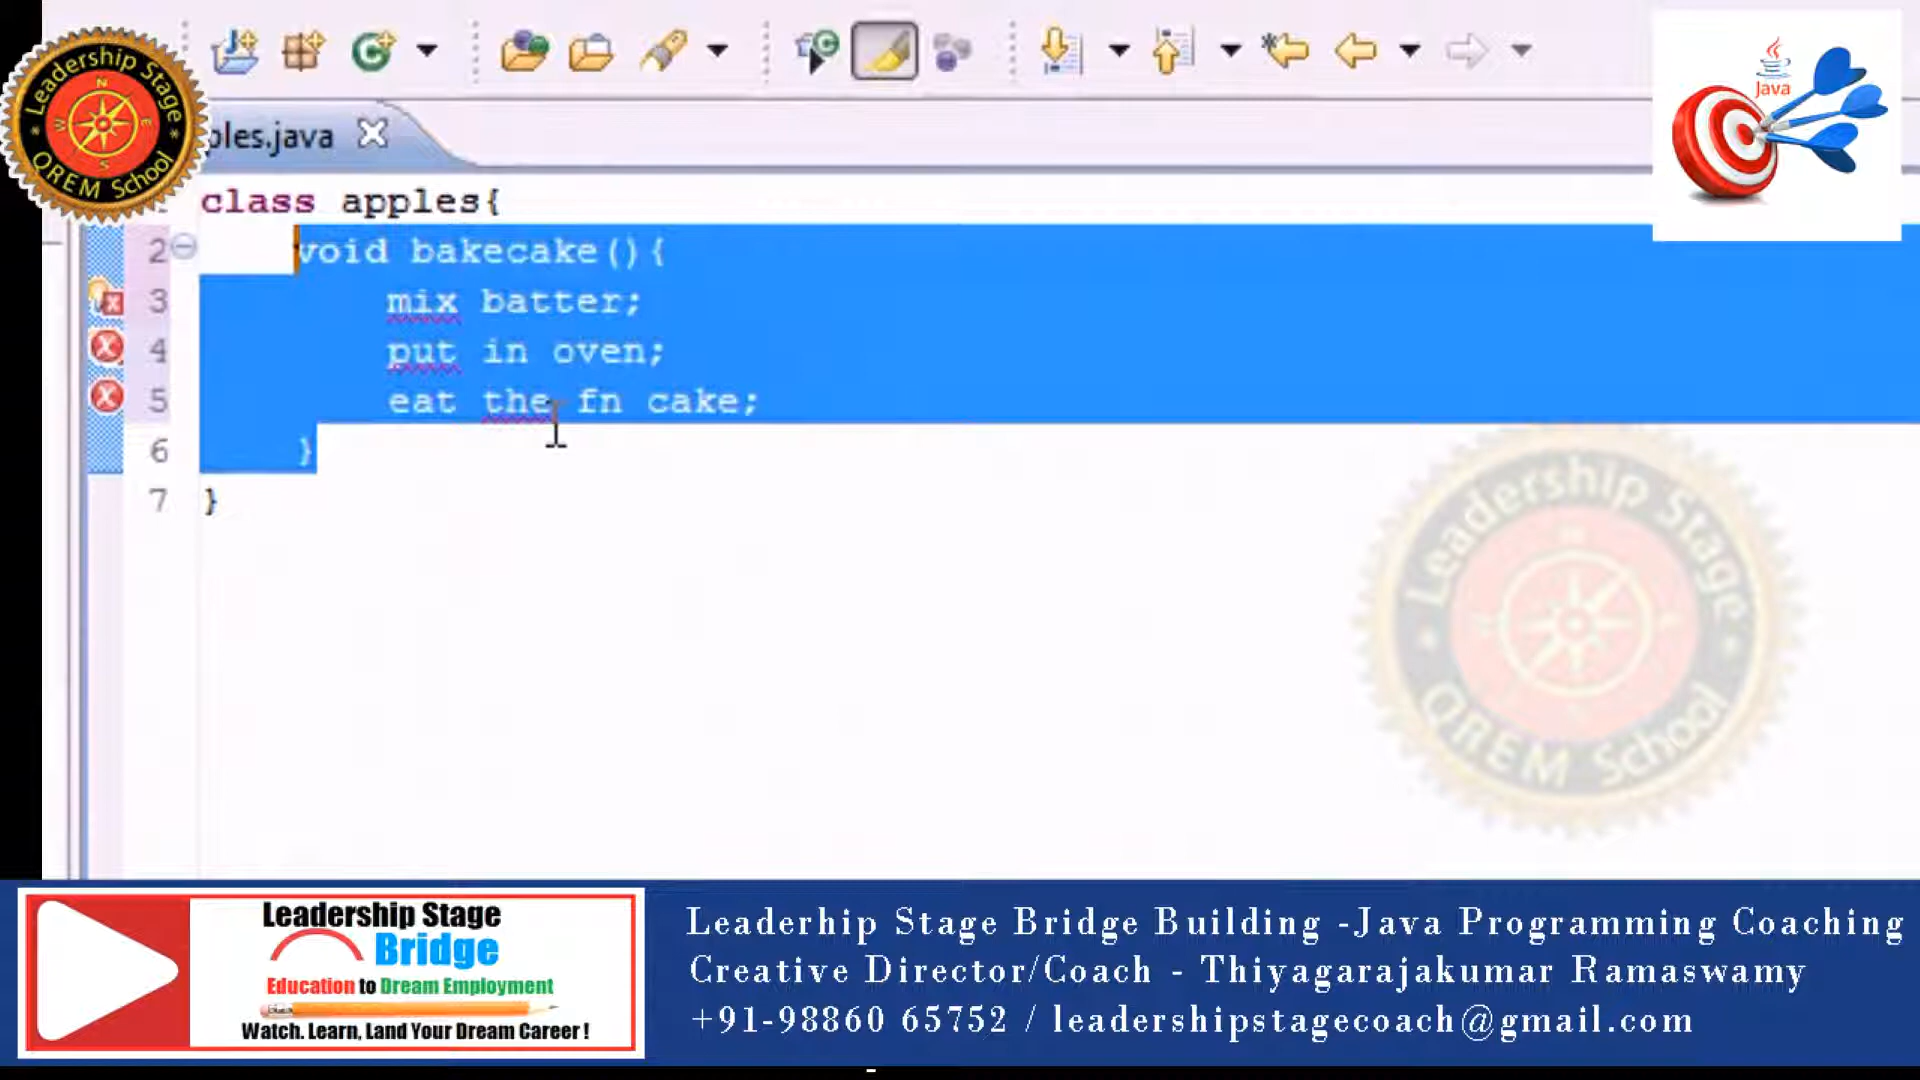 Leadership Stage
N
W E
S
QREM School
Java
ples.java
class apples{
2 void bakecake(){
3 mix batter;
4 put in oven;
5 eat the fn cake;
6 }
7 }
Leadership Stage
QREM School
Leadership Stage
Bridge
Education to Dream Employment
Watch. Learn, Land Your Dream Career !
Leaderhip Stage Bridge Building -Java Programming Coaching
Creative Director/Coach - Thiyagarajakumar Ramaswamy
+91-98860 65752 / leadershipstagecoach@gmail.com